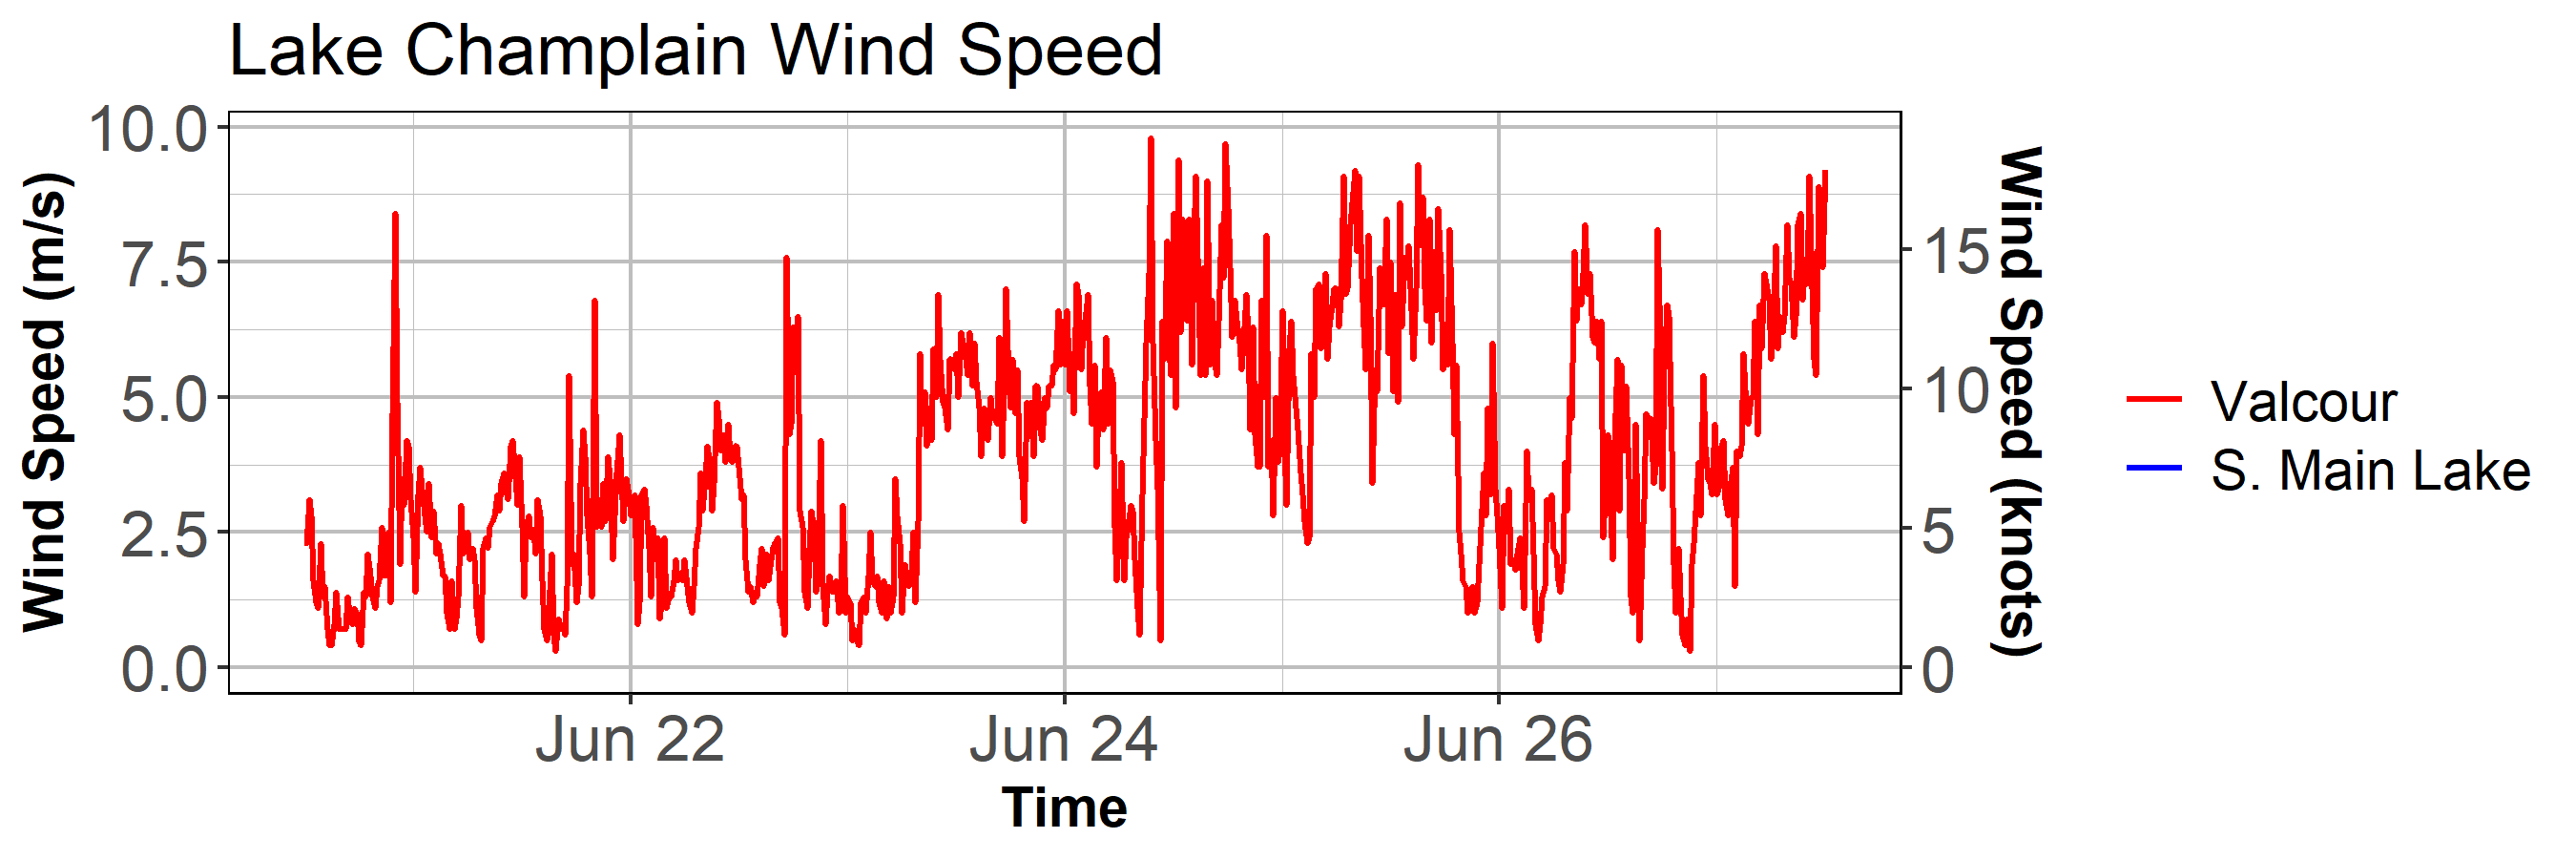 Lake Champlain Wind Speed
Wind Speed (m/s)
10.0
7.5
5.0
2.5
0.0
Jun 22
Jun 24
Jun 26
Time
15
10
5
0
Wind Speed (knots)
Valcour
S. Main Lake